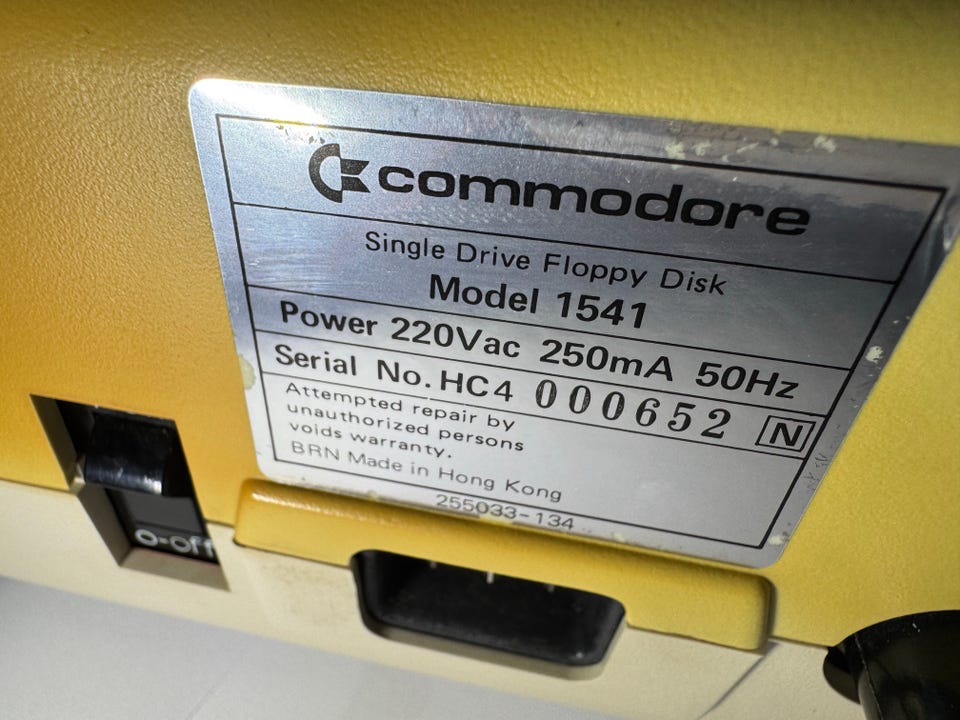 commodore
Single Drive Floppy Disk
Model 1541
Power 220Vac 250mA 50Hz
Serial No. HC4 000652 N
Attempted repair by
unauthorized persons
voids warranty.
BRN Made in Hong Kong
255033-134
O=Off